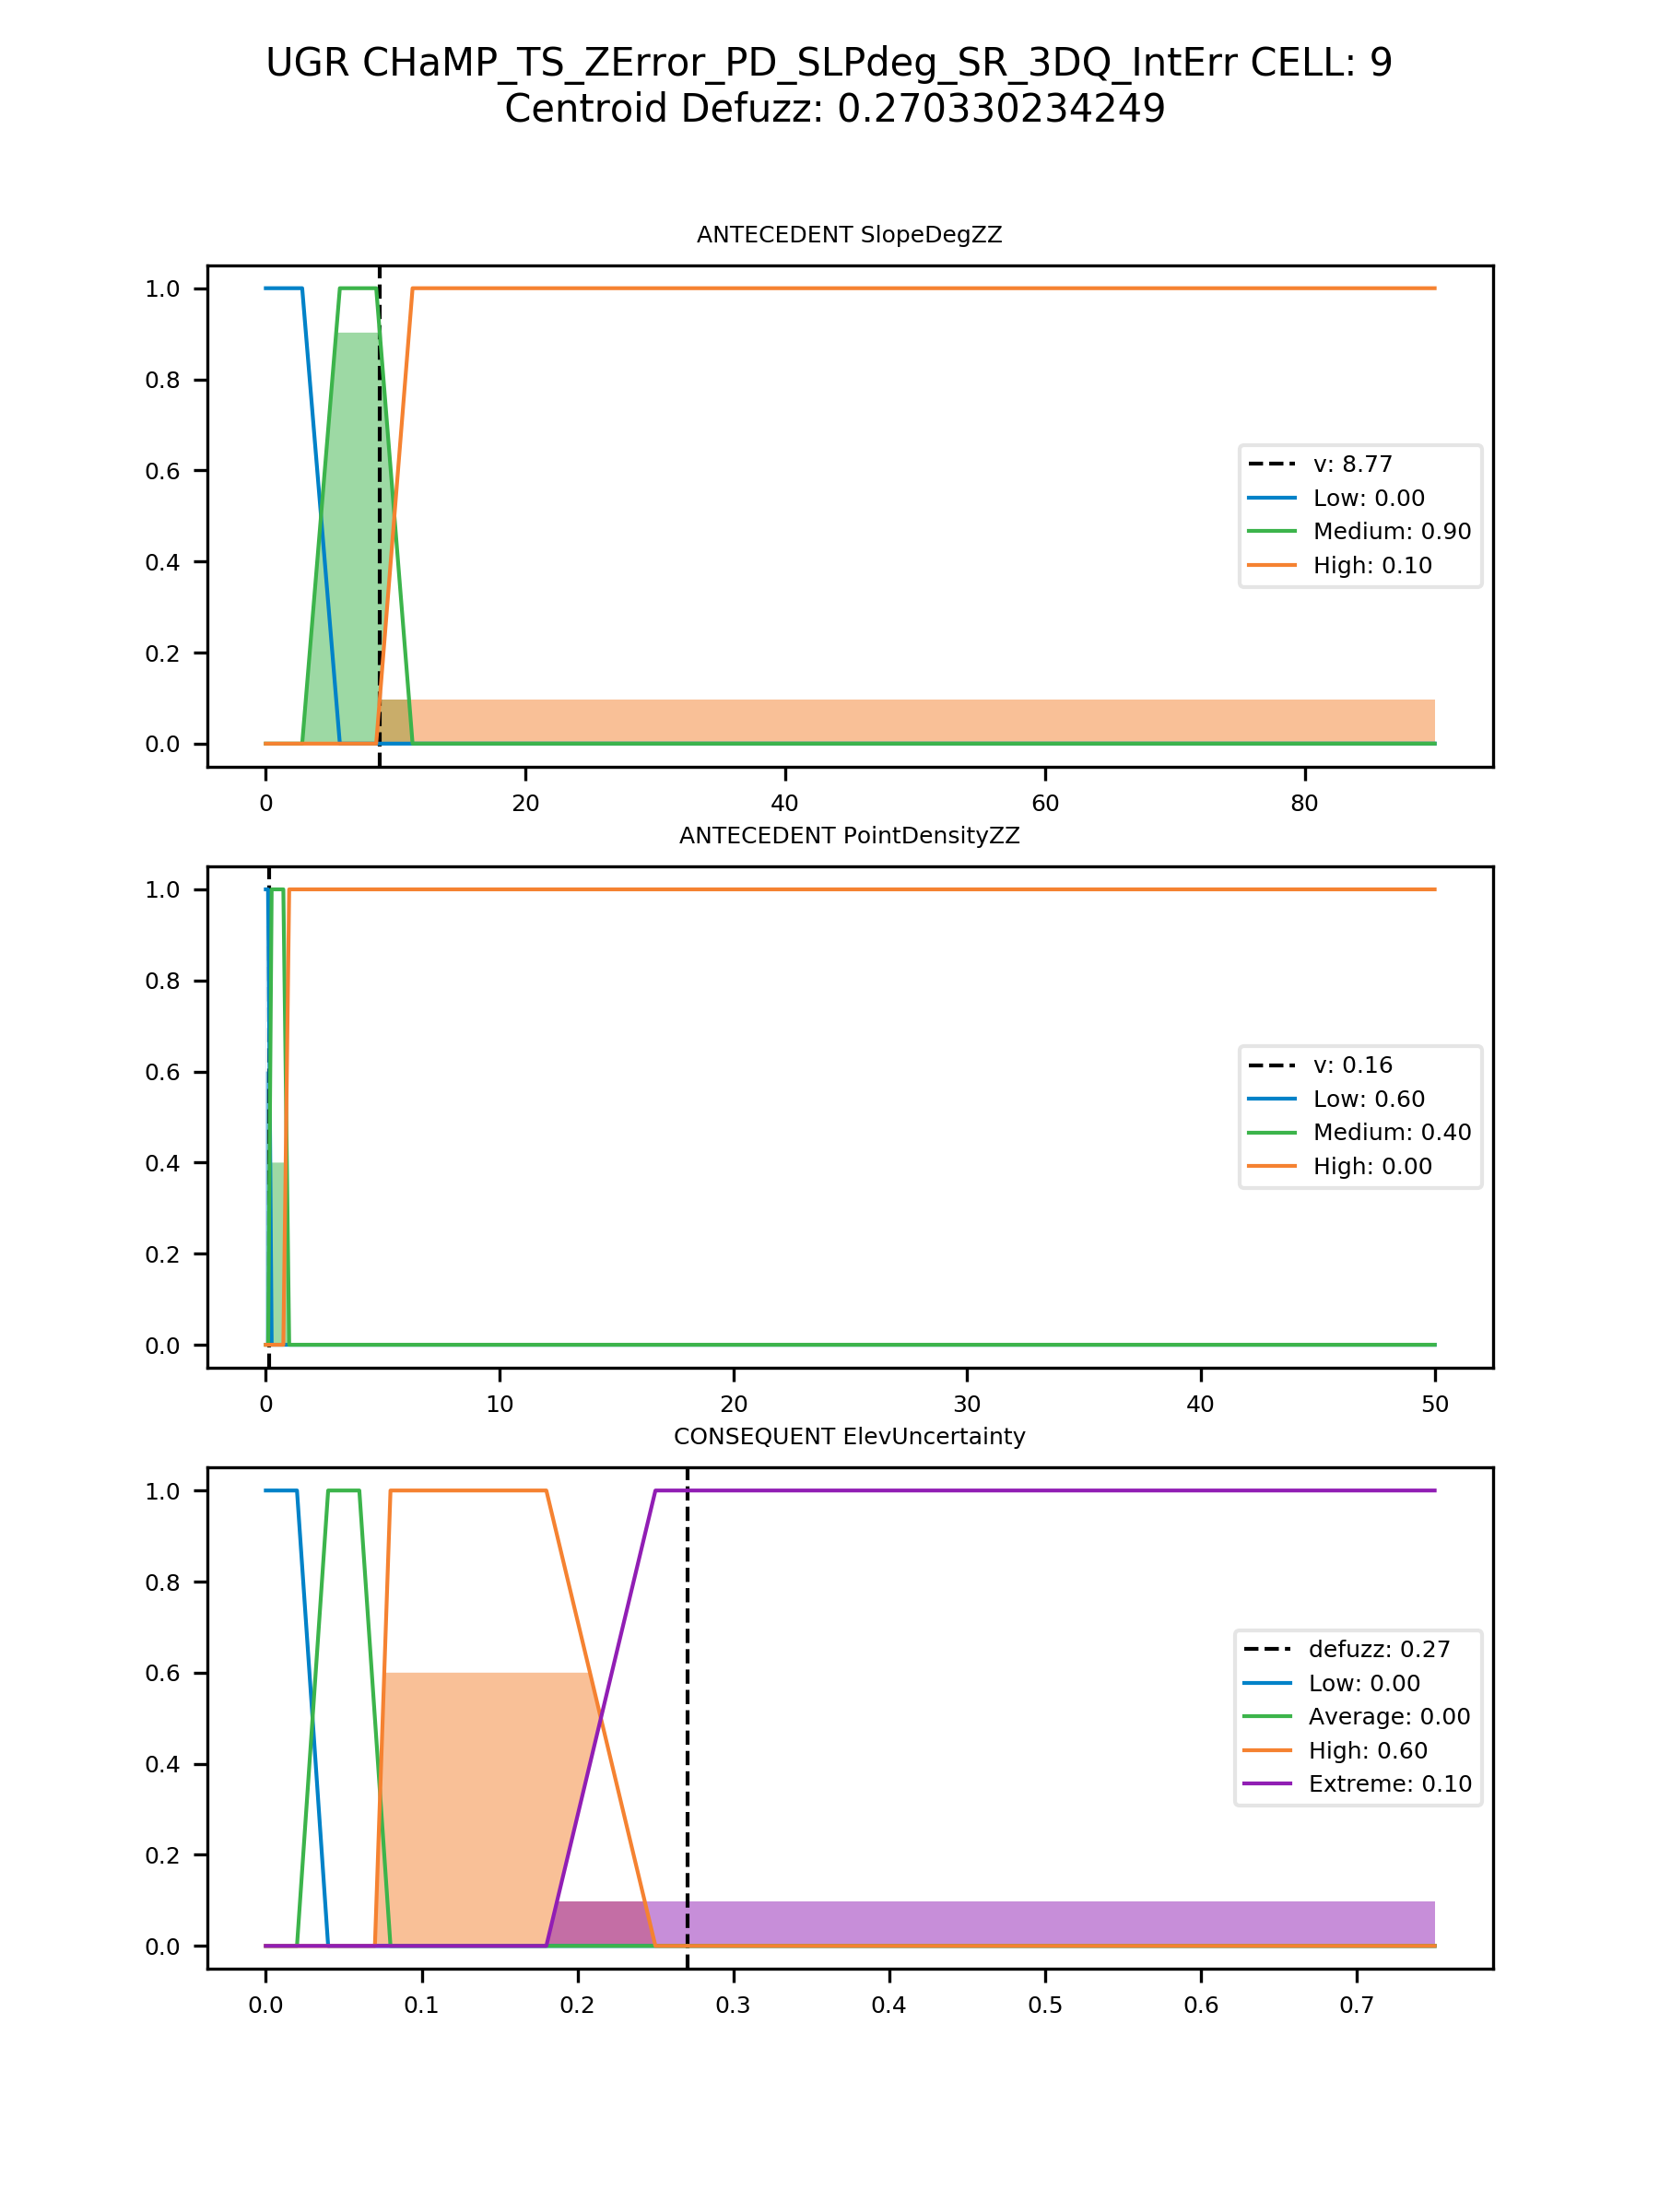 UGR CHaMP_TS_ZError_PD_SLPdeg_SR_3DQ_IntErr CELL: 9
Centroid Defuzz: 0.270330234249
ANTECEDENT SlopeDegZZ
1.0
0.8
0.6
0.4
0.2
0.0
v: 8.77
Low: 0.00
Medium: 0.90
High: 0.10
0 20 40 60 80
ANTECEDENT PointDensityZZ
1.0
0.8
0.6
0.4
0.2
0.0
v: 0.16
Low: 0.60
Medium: 0.40
High: 0.00
0 10 20 30 40 50
CONSEQUENT ElevUncertainty
1.0
0.8
0.6
0.4
0.2
0.0
defuzz: 0.27
Low: 0.00
Average: 0.00
High: 0.60
Extreme: 0.10
0.0 0.1 0.2 0.3 0.4 0.5 0.6 0.7